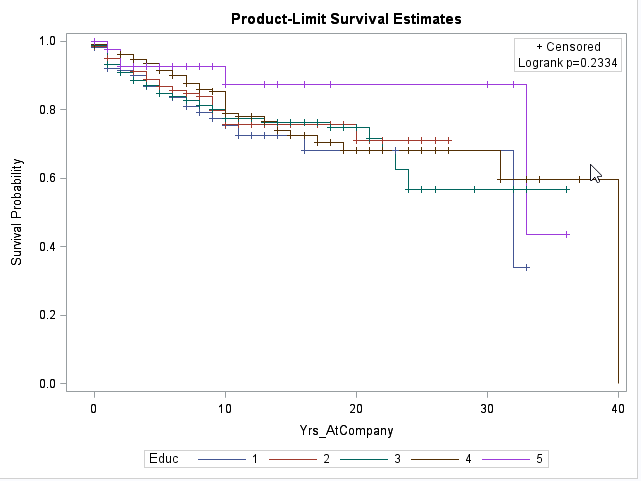 Product-Limit Survival Estimates
+ Censored
Logrank p=0.2334
Survival Probability
1.0
0.8
0.6
0.4
0.2
0.0
0 10 20 30 40
Yrs_AtCompany
Educ 1 2 3 4 5